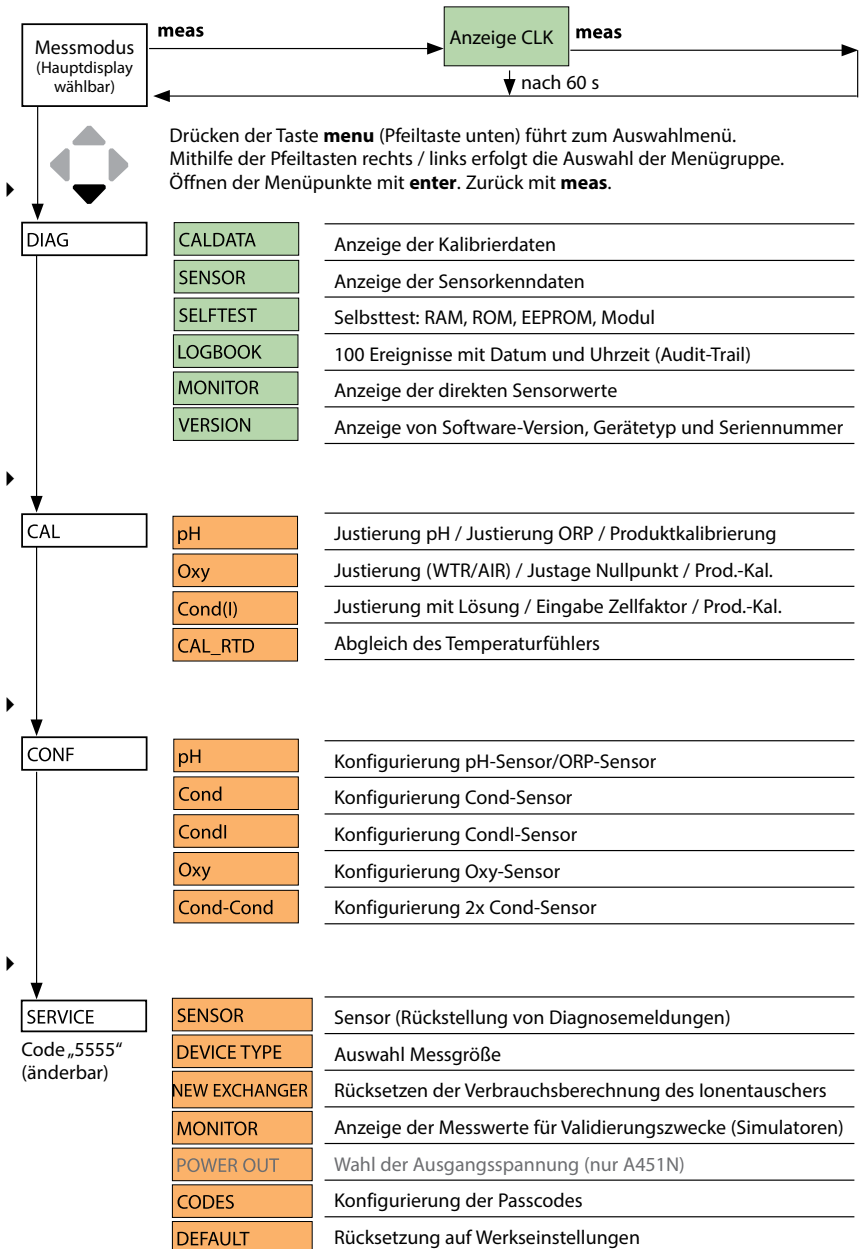 meas
Messmodus
(Hauptdisplay
wählbar)
Anzeige CLK
meas
nach 60 s
Drücken der Taste menu (Pfeiltaste unten) führt zum Auswahlmenü.
Mithilfe der Pfeiltasten rechts / links erfolgt die Auswahl der Menügruppe.
Öffnen der Menüpunkte mit enter. Zurück mit meas.
DIAG
CALDATA Anzeige der Kalibrierdaten
SENSOR Anzeige der Sensorkenndaten
SELFTEST Selbsttest: RAM, ROM, EEPROM, Modul
LOGBOOK 100 Ereignisse mit Datum und Uhrzeit (Audit-Trail)
MONITOR Anzeige der direkten Sensorwerte
VERSION Anzeige von Software-Version, Gerätetyp und Seriennummer
CAL
pH Justierung pH / Justierung ORP / Produktkalibrierung
Oxy Justierung (WTR/AIR) / Justage Nullpunkt / Prod.-Kal.
Cond(I) Justierung mit Lösung / Eingabe Zellfaktor / Prod.-Kal.
CAL_RTD Abgleich des Temperaturfühlers
CONF
pH Konfigurierung pH-Sensor/ORP-Sensor
Cond Konfigurierung Cond-Sensor
CondI Konfigurierung CondI-Sensor
Oxy Konfigurierung Oxy-Sensor
Cond-Cond Konfigurierung 2x Cond-Sensor
SERVICE
Code „5555"
(änderbar)
SENSOR Sensor (Rückstellung von Diagnosemeldungen)
DEVICE TYPE Auswahl Messgröße
NEW EXCHANGER Rücksetzen der Verbrauchsberechnung des Ionentauschers
MONITOR Anzeige der Messwerte für Validierungszwecke (Simulatoren)
POWER OUT Wahl der Ausgangsspannung (nur A451N)
CODES Konfigurierung der Passcodes
DEFAULT Rücksetzung auf Werkseinstellungen